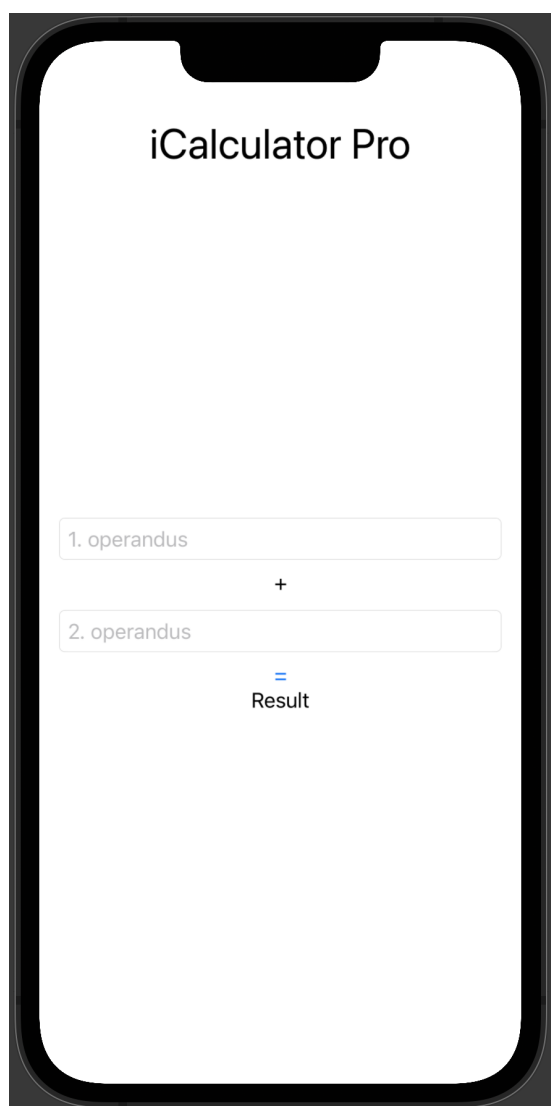 iCalculator Pro
1. operandus
+
2. operandus
=
Result